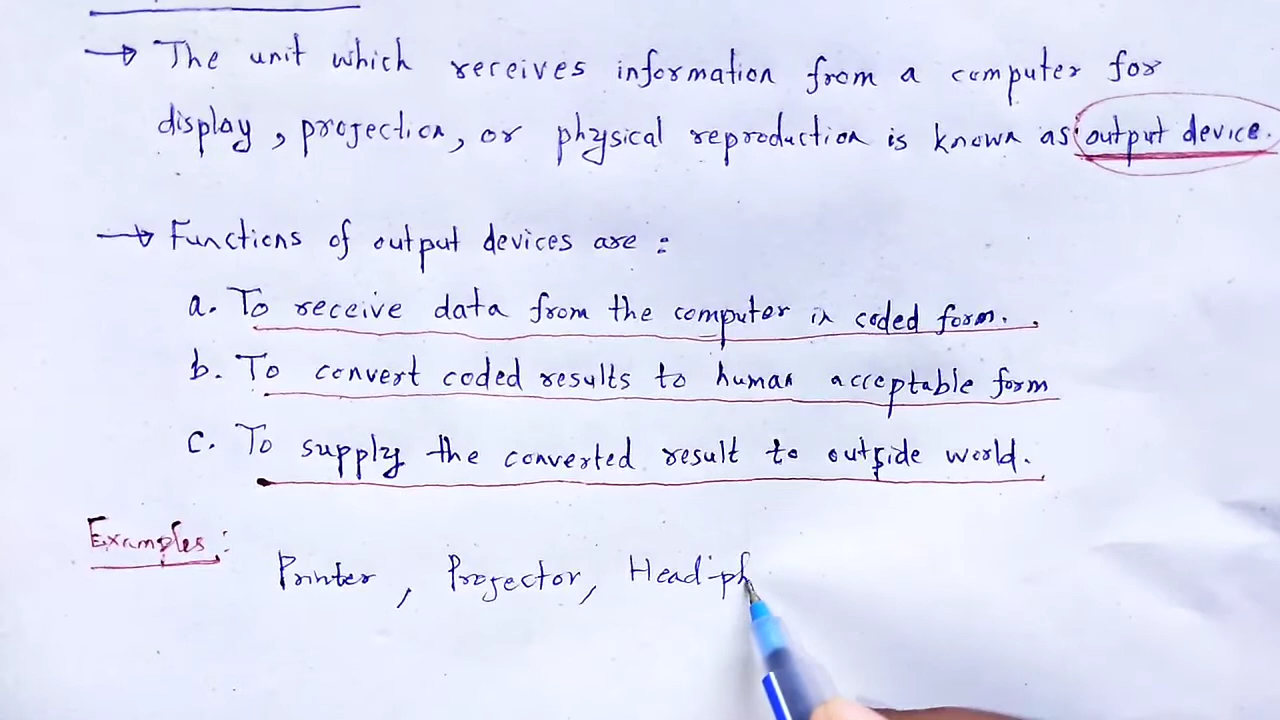 → The unit which receives information from a computer for
display, projection, or physical reproduction is known as output device.
→ Functions of output devices are :
a. To receive data from the computer in coded form.
b. To convert coded results to human acceptable form
c. To supply the converted result to outside world.
Examples :
Printer, Projector, Head-ph